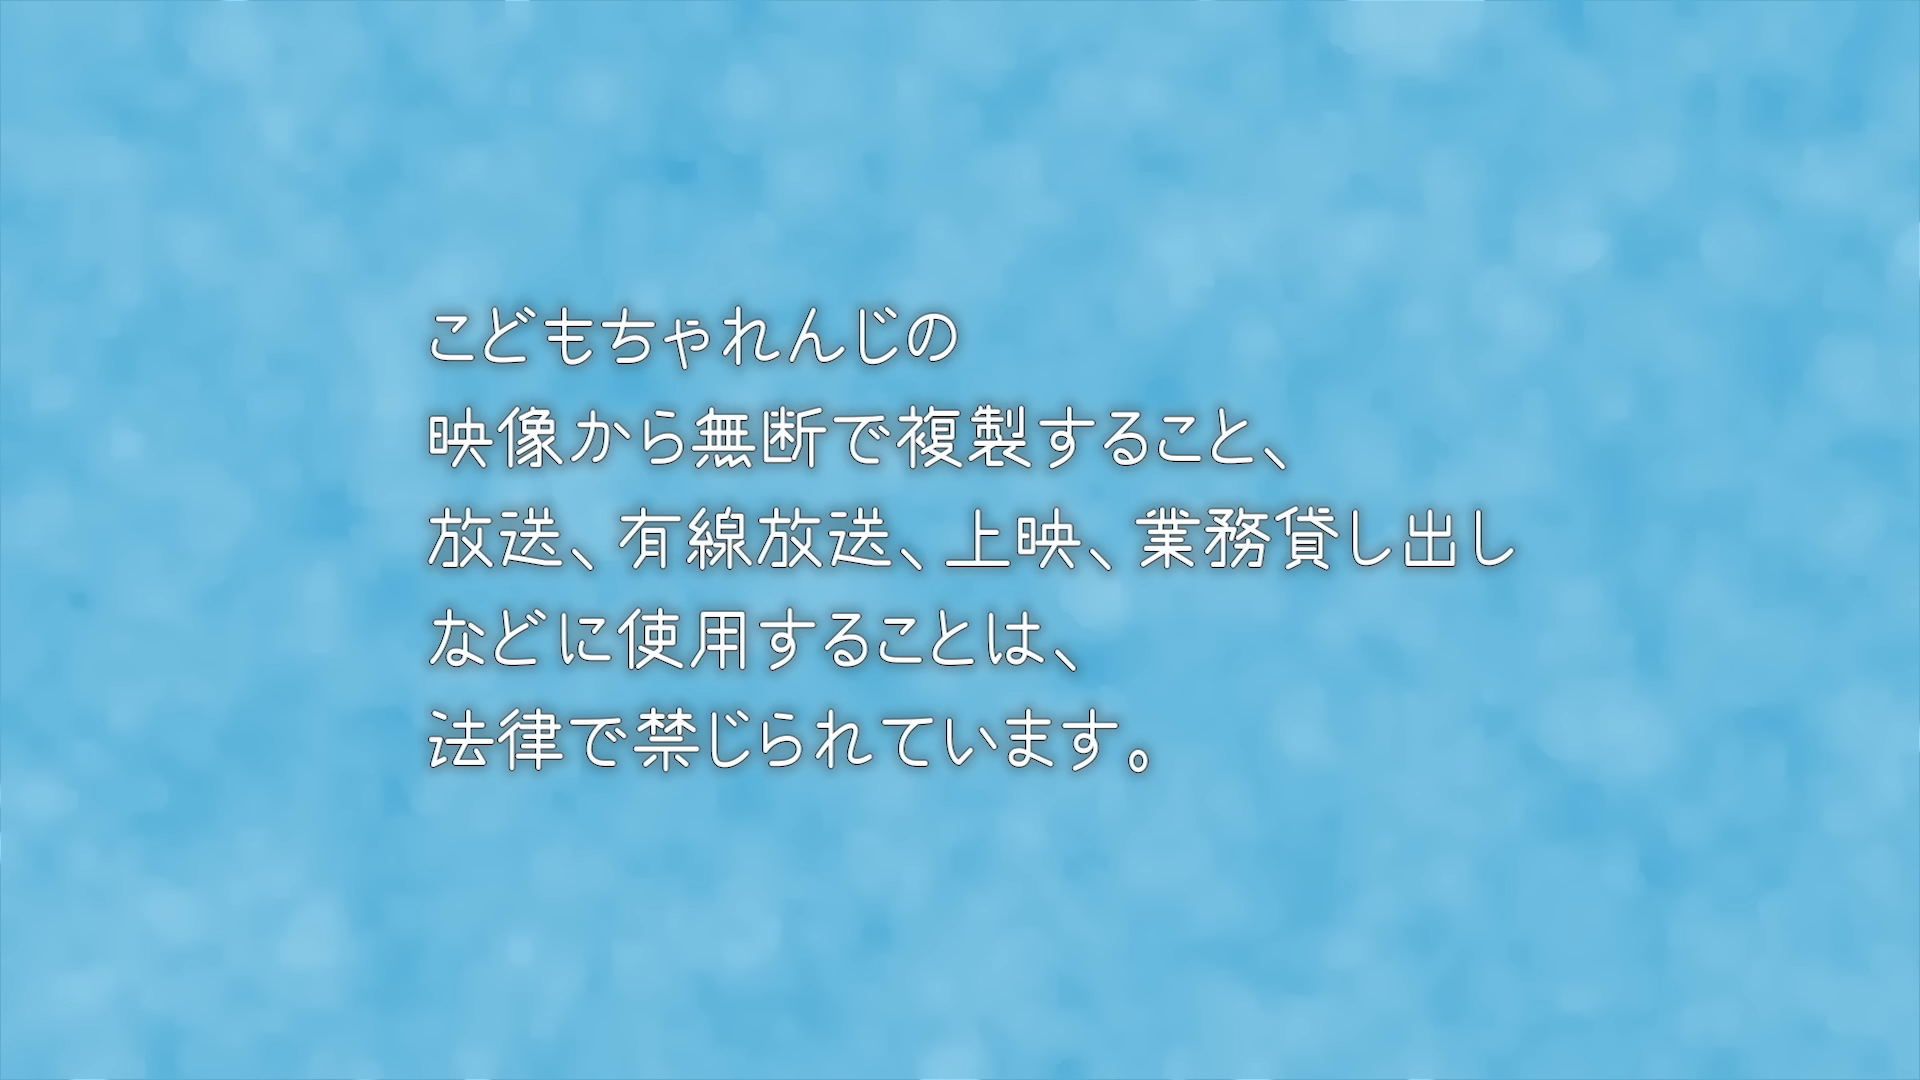 こどもちゃれんじの
映像から無断で複製すること、
放送、有線放送、上映、業務貸し出し
などに使用することは、
法律で禁じられています。